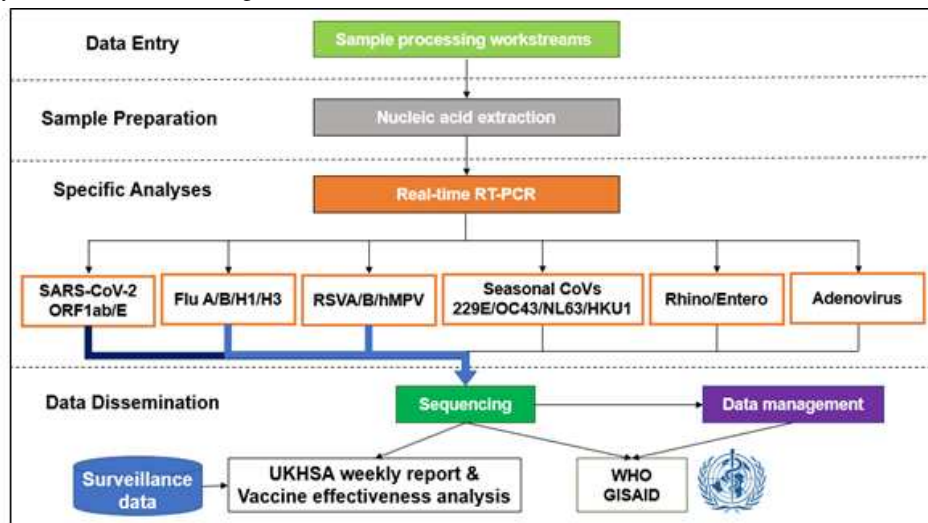 Data Entry
Sample processing workstreams
Sample Preparation
Nucleic acid extraction
Specific Analyses
Real-time RT-PCR
SARS-CoV-2
ORF1ab/E
Flu A/B/H1/H3
RSVA/B/hMPV
Seasonal CoVs
229E/OC43/NL63/HKU1
Rhino/Entero
Adenovirus
Data Dissemination
Sequencing
Data management
Surveillance
data
UKHSA weekly report &
Vaccine effectiveness analysis
WHO
GISAID